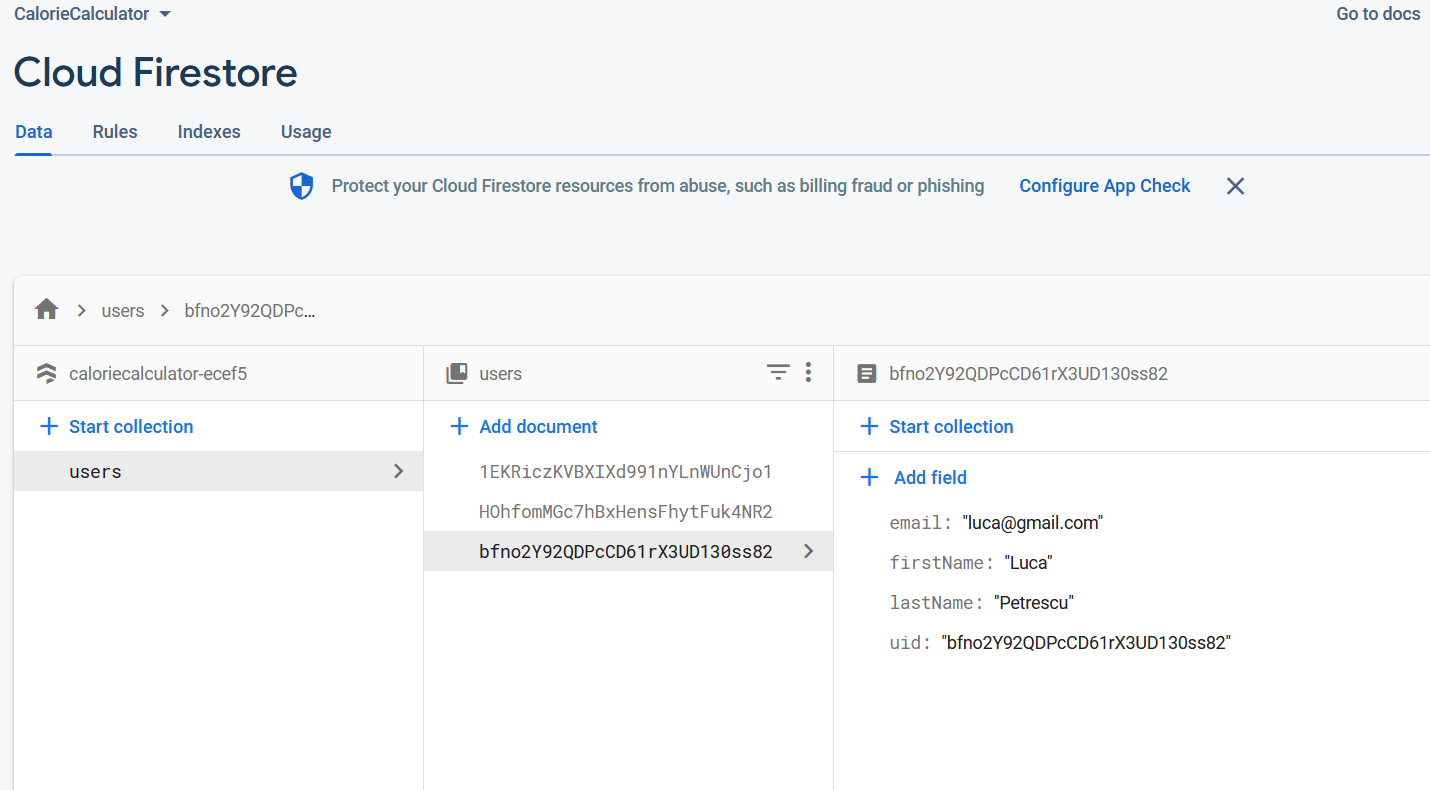 CalorieCalculator
Go to docs
Cloud Firestore
Data Rules Indexes Usage
Protect your Cloud Firestore resources from abuse, such as billing fraud or phishing Configure App Check
users bfno2Y92QDPc...
caloriecalculator-ecef5
Start collection
users
users
Add document
1EKRiczKVBXIXd991nYLnWUnCjo1
HOhfomMGc7hBxHensFhytFuk4NR2
bfno2Y92QDPcCD61rX3UD130ss82
bfno2Y92QDPcCD61rX3UD130ss82
Start collection
Add field
email: "luca@gmail.com"
firstName: "Luca"
lastName: "Petrescu"
uid: "bfno2Y92QDPcCD61rX3UD130ss82"